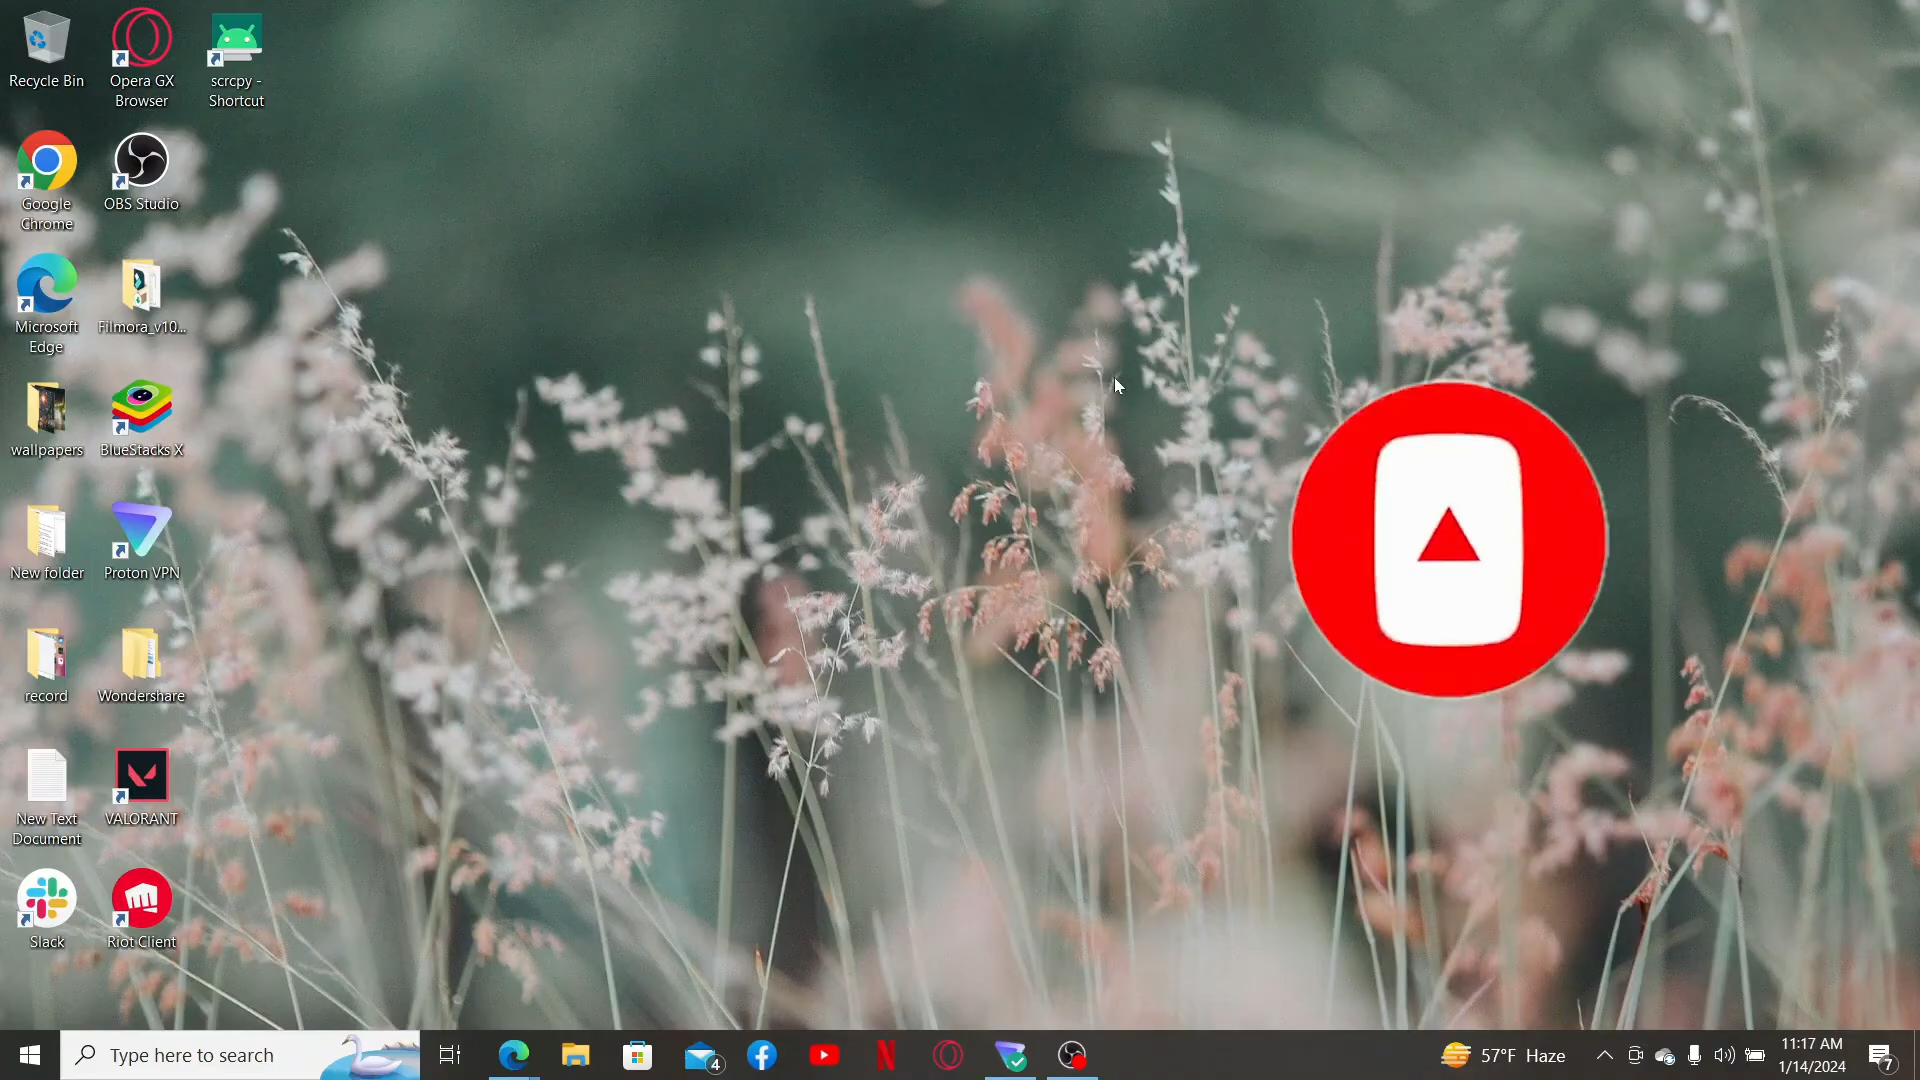 Recycle Bin
Opera GX
Browser
scrcpy -
Shortcut
Google
Chrome
OBS Studio
Microsoft
Edge
Filmora_v10...
wallpapers
BlueStacks X
New folder
Proton VPN
record
Wondershare
New Text
Document
VALORANT
Slack
Riot Client
Type here to search
4
57°F Haze
11:17 AM
1/14/2024
7